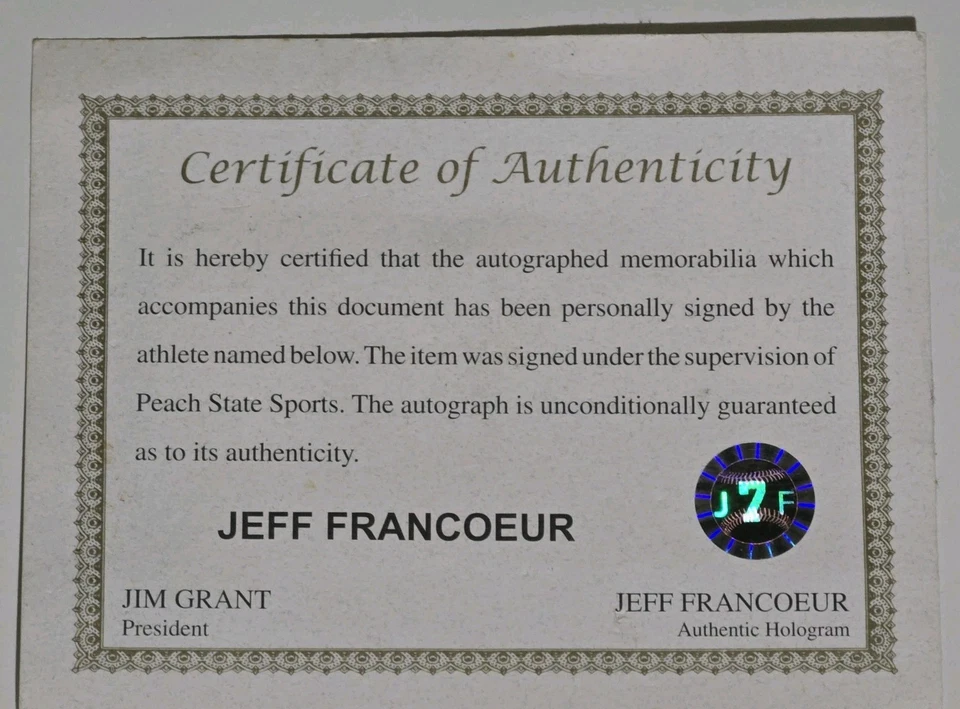 Certificate of Authenticity
It is hereby certified that the autographed memorabilia which
accompanies this document has been personally signed by the
athlete named below. The item was signed under the supervision of
Peach State Sports. The autograph is unconditionally guaranteed
as to its authenticity.
J 7 F
JEFF FRANCOEUR
JIM GRANT
JEFF FRANCOEUR
President
Authentic Hologram